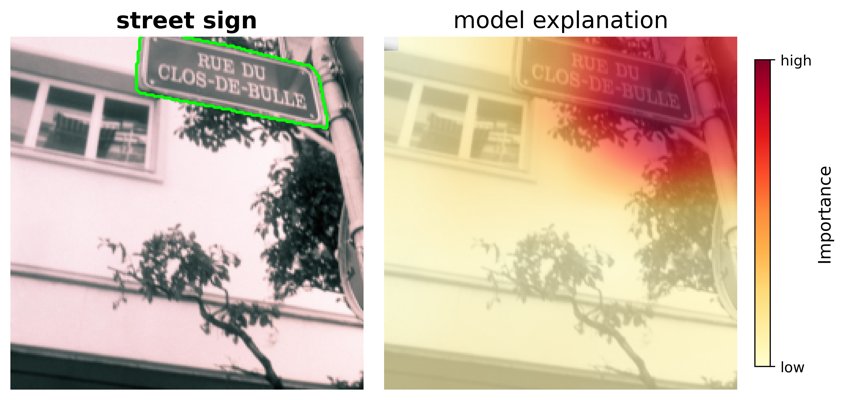 street sign
model explanation
RUE DU
CLOS-DE-BULLE
RUE DU
CLOS-DE-BULLE
high
Importance
low